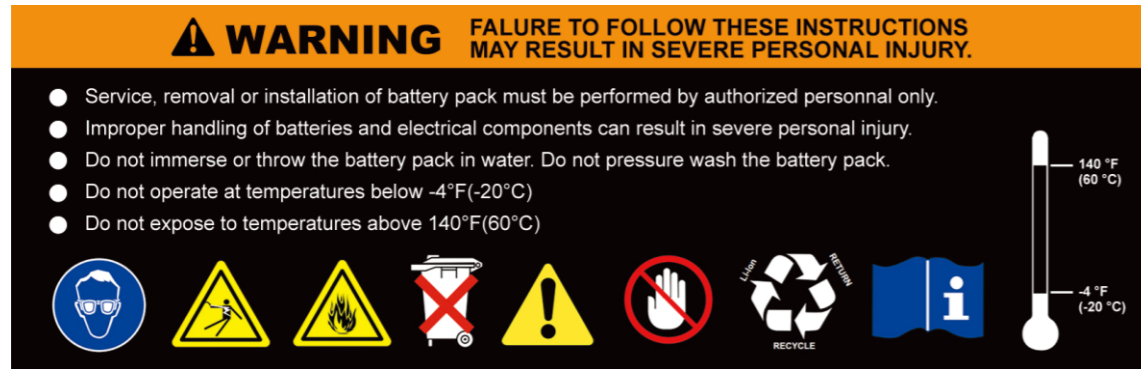 WARNING
FALURE TO FOLLOW THESE INSTRUCTIONS
MAY RESULT IN SEVERE PERSONAL INJURY.
Service, removal or installation of battery pack must be performed by authorized personnal only.
Improper handling of batteries and electrical components can result in severe personal injury.
Do not immerse or throw the battery pack in water. Do not pressure wash the battery pack.
Do not operate at temperatures below -4°F(-20°C)
Do not expose to temperatures above 140°F(60°C)
140 °F
(60 °C)
-4 °F
(-20 °C)
Li-ion
RETURN
RECYCLE
i